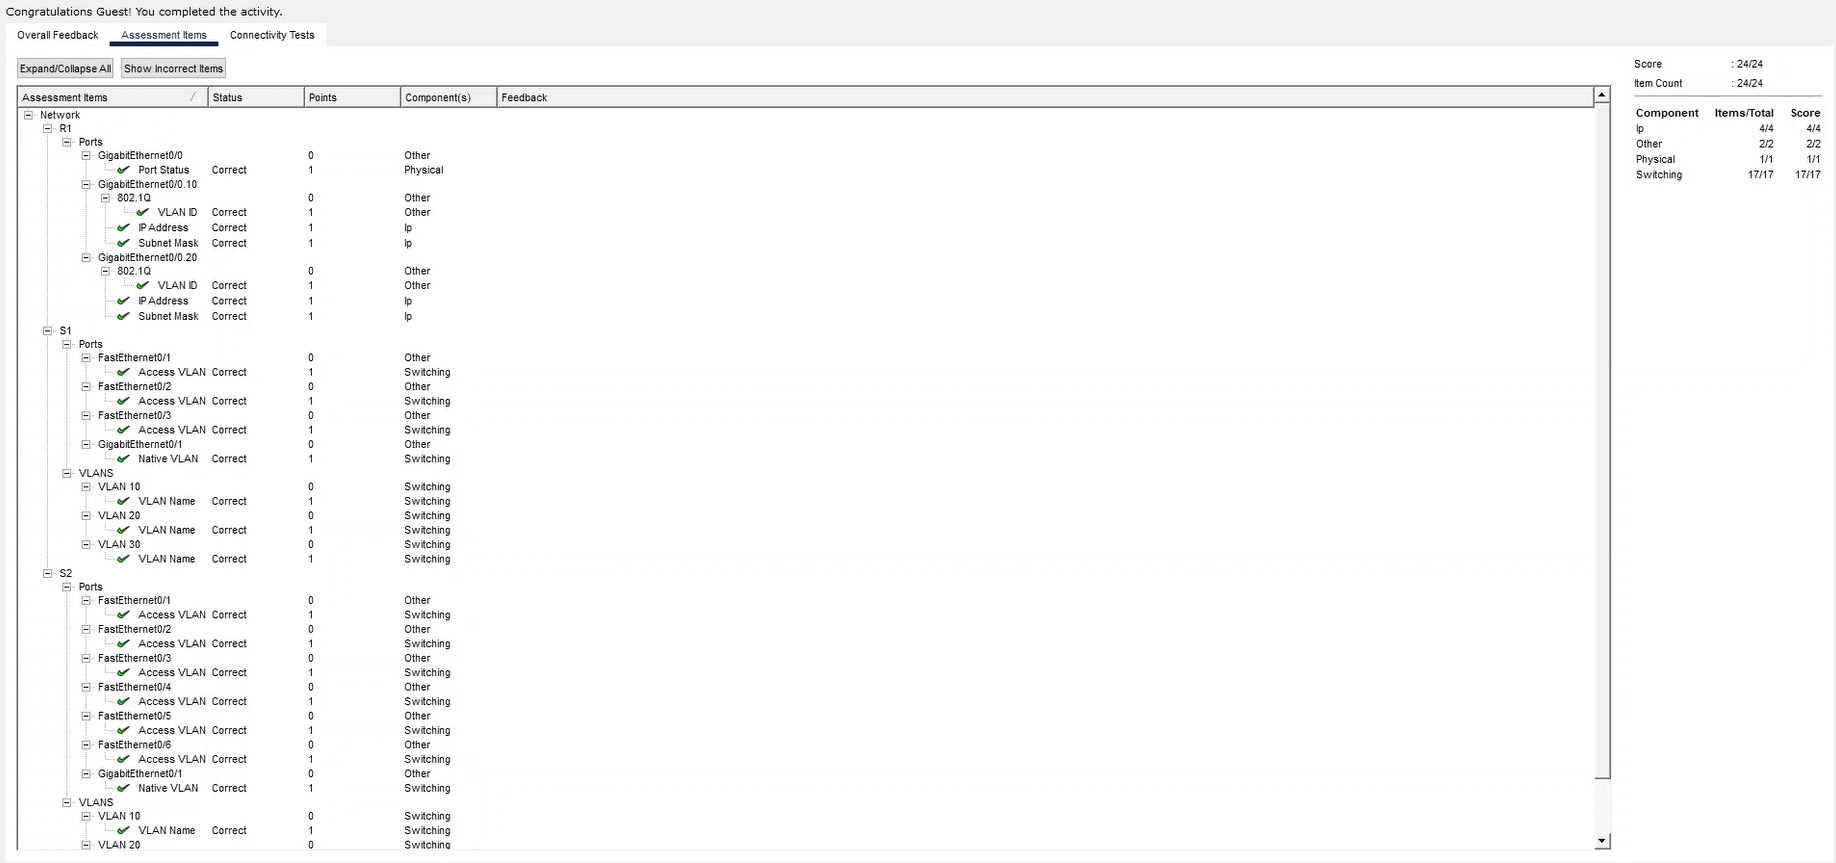 Congratulations Guest! You completed the activity.
Overall Feedback Assessment Items Connectivity Tests
Expand/Collapse All Show Incorrect Items
Assessment Items Status Points Component(s) Feedback
Network
R1
Ports
GigabitEthernet0/0 0 Other
Port Status Correct 1 Physical
GigabitEthernet0/0.10
802.1Q 0 Other
VLAN ID Correct 1 Other
IP Address Correct 1 Ip
Subnet Mask Correct 1 Ip
GigabitEthernet0/0.20
802.1Q 0 Other
VLAN ID Correct 1 Other
IP Address Correct 1 Ip
Subnet Mask Correct 1 Ip
S1
Ports
FastEthernet0/1 0 Other
Access VLAN Correct 1 Switching
FastEthernet0/2 0 Other
Access VLAN Correct 1 Switching
FastEthernet0/3 0 Other
Access VLAN Correct 1 Switching
GigabitEthernet0/1 0 Other
Native VLAN Correct 1 Switching
VLANS
VLAN 10 0 Switching
VLAN Name Correct 1 Switching
VLAN 20 0 Switching
VLAN Name Correct 1 Switching
VLAN 30 0 Switching
VLAN Name Correct 1 Switching
S2
Ports
FastEthernet0/1 0 Other
Access VLAN Correct 1 Switching
FastEthernet0/2 0 Other
Access VLAN Correct 1 Switching
FastEthernet0/3 0 Other
Access VLAN Correct 1 Switching
FastEthernet0/4 0 Other
Access VLAN Correct 1 Switching
FastEthernet0/5 0 Other
Access VLAN Correct 1 Switching
FastEthernet0/6 0 Other
Access VLAN Correct 1 Switching
GigabitEthernet0/1 0 Other
Native VLAN Correct 1 Switching
VLANS
VLAN 10 0 Switching
VLAN Name Correct 1 Switching
VLAN 20 0 Switching
Score : 24/24
Item Count : 24/24
Component Items/Total Score
Ip 4/4 4/4
Other 2/2 2/2
Physical 1/1 1/1
Switching 17/17 17/17